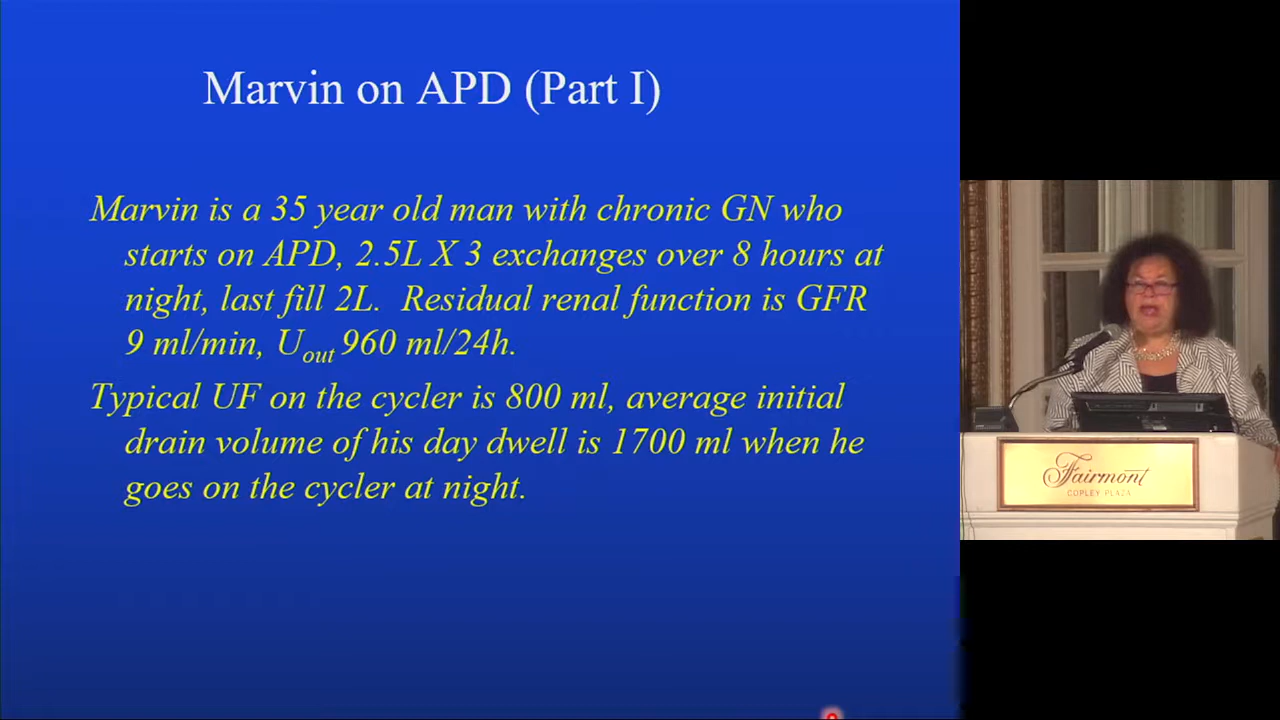 Marvin on APD (Part I)
Marvin is a 35 year old man with chronic GN who
starts on APD, 2.5L X 3 exchanges over 8 hours at
night, last fill 2L. Residual renal function is GFR
9 ml/min, Uout 960 ml/24h.
Typical UF on the cycler is 800 ml, average initial
drain volume of his day dwell is 1700 ml when he
goes on the cycler at night.
Fairmont
COPLEY PLAZA